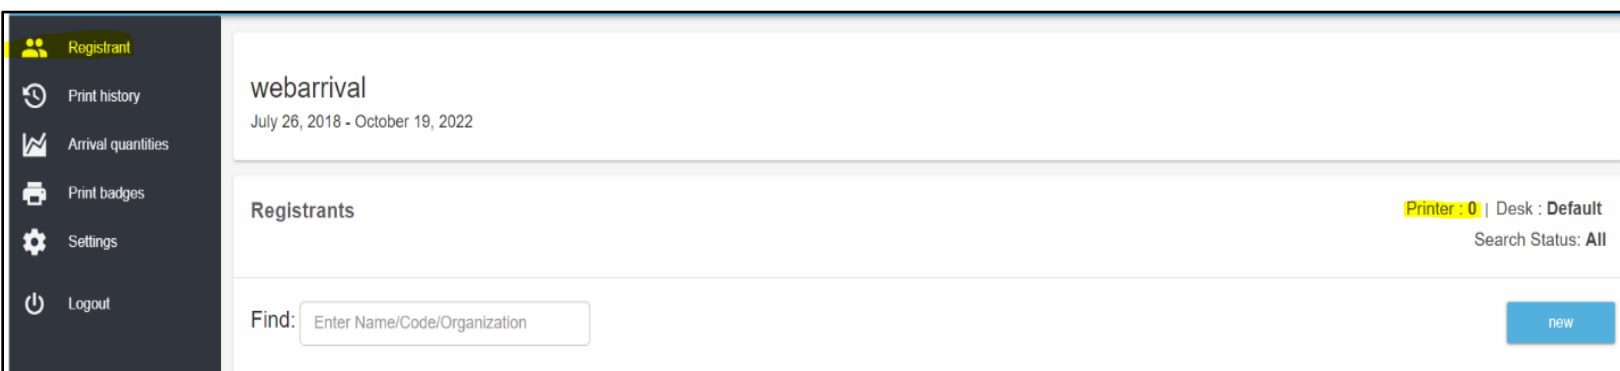 Registrant
Print history
Arrival quantities
Print badges
Settings
Logout
webarrival
July 26, 2018 - October 19, 2022
Registrants
Printer : 0 | Desk : Default
Search Status: All
Find: Enter Name/Code/Organization
new